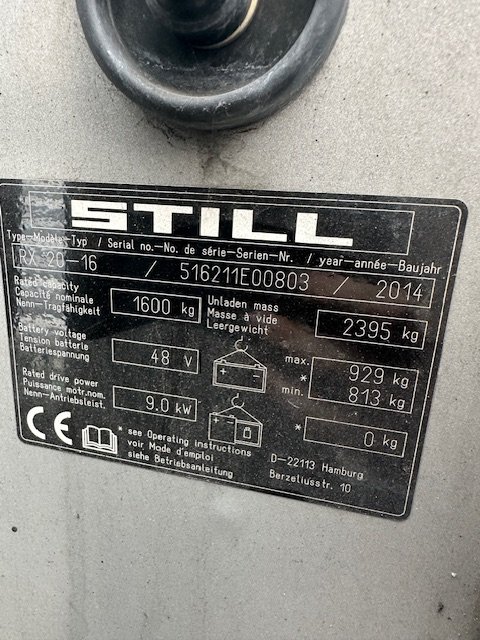 STILL
Type-Modèle-Typ / Serial no.-No. de série-Serien-Nr. / year-année-Baujahr
RX 20-16 / 516211E00803 / 2014
Rated capacity
Capacité nominale
Nenn-Tragfähigkeit
1600 kg
Unladen mass
Masse à vide
Leergewicht
2395 kg
Battery voltage
Tension batterie
Batteriespannung
48 V
max. 929 kg
*
min. 813 kg
Rated drive power
Puissance motr.nom.
Nenn-Antriebsleist.
9.0 kW
* 0 kg
CE
* see Operating instructions
voir Mode d'emploi
siehe Betriebsanleitung
D-22113 Hamburg
Berzeliusstr. 10